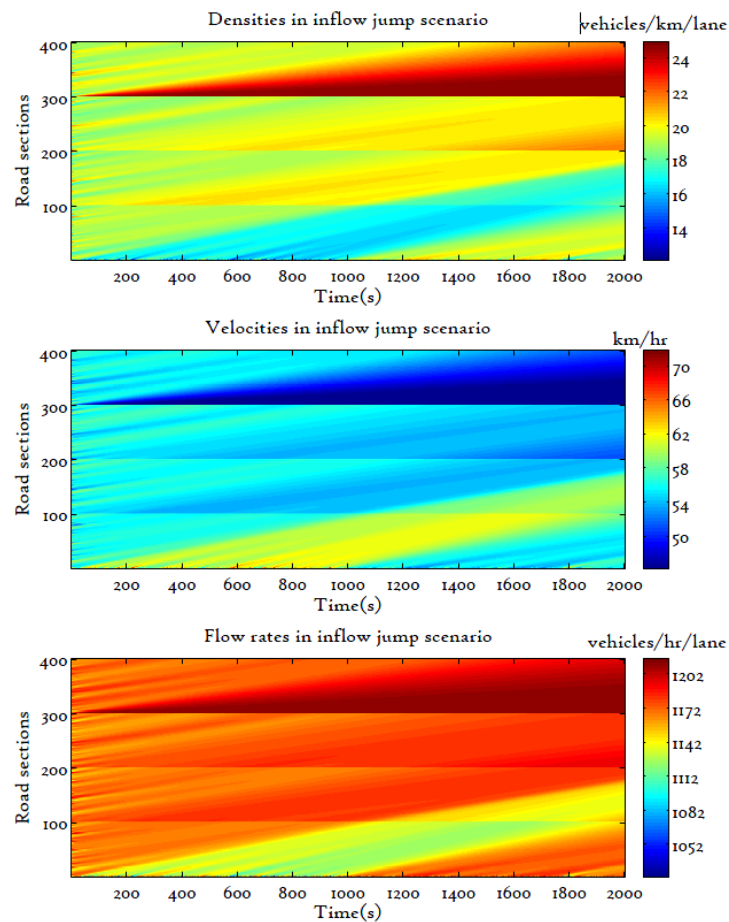 Densities in inflow jump scenario
vehicles/km/lane
400
300
200
100
Road sections
24
22
20
18
16
14
200 400 600 800 1000 1200 1400 1600 1800 2000
Time(s)
Velocities in inflow jump scenario
km/hr
400
300
200
100
Road sections
70
66
62
58
54
50
200 400 600 800 1000 1200 1400 1600 1800 2000
Time(s)
Flow rates in inflow jump scenario
vehicles/hr/lane
400
300
200
100
Road sections
1202
1172
1142
1112
1082
1052
200 400 600 800 1000 1200 1400 1600 1800 2000
Time(s)